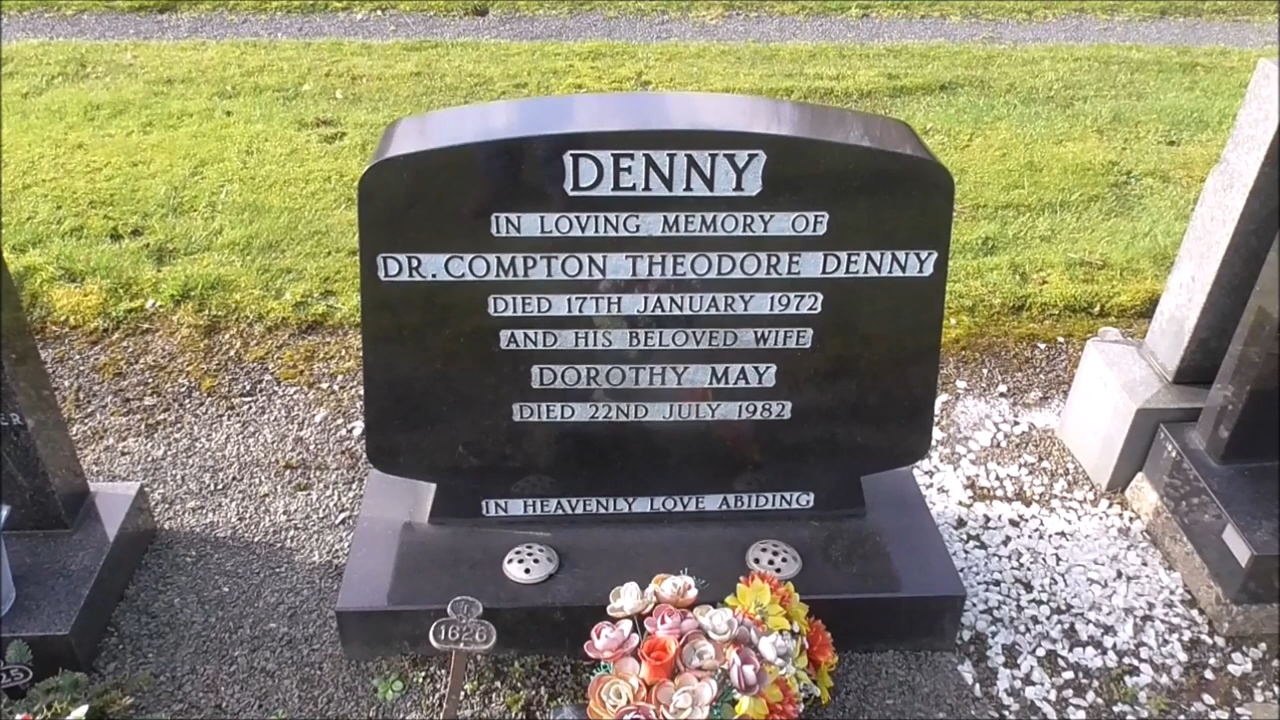 DENNY
IN LOVING MEMORY OF
DR. COMPTON THEODORE DENNY
DIED 17TH JANUARY 1972
AND HIS BELOVED WIFE
DOROTHY MAY
DIED 22ND JULY 1982
IN HEAVENLY LOVE ABIDING
1626